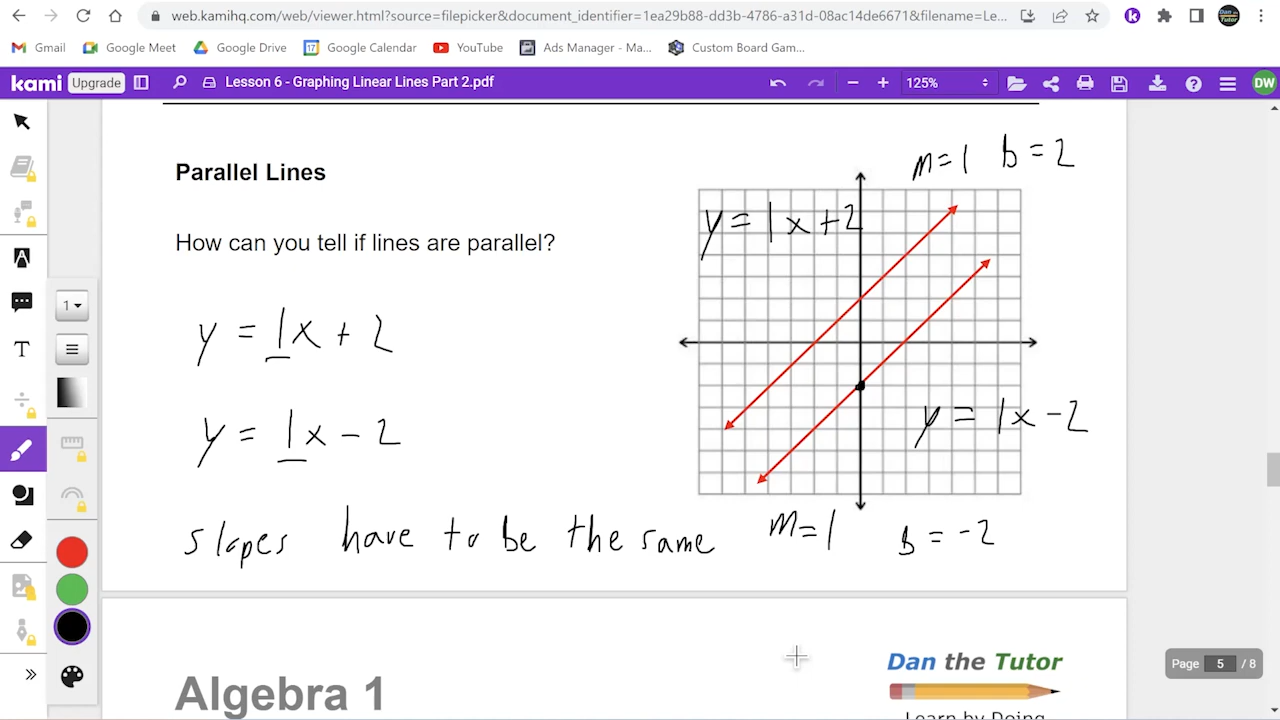 web.kamihq.com/web/viewer.html?source=filepicker&document_identifier=1ea29b88-dd3b-4786-a21d-08ac14de6671&filename=Le...
Gmail Google Meet Google Drive Google Calendar YouTube Ads Manager - Ma... Custom Board Gam...
kami Upgrade Lesson 6 - Graphing Linear Lines Part 2.pdf 125% DW
Parallel Lines
m=1 b=2
y = 1x+2
How can you tell if lines are parallel?
y = 1x + 2
y = 1x - 2
y = 1x-2
slopes have to be the same
m=1 b = -2
Dan the Tutor
Learn by Doing
Algebra 1
Page 5 / 8